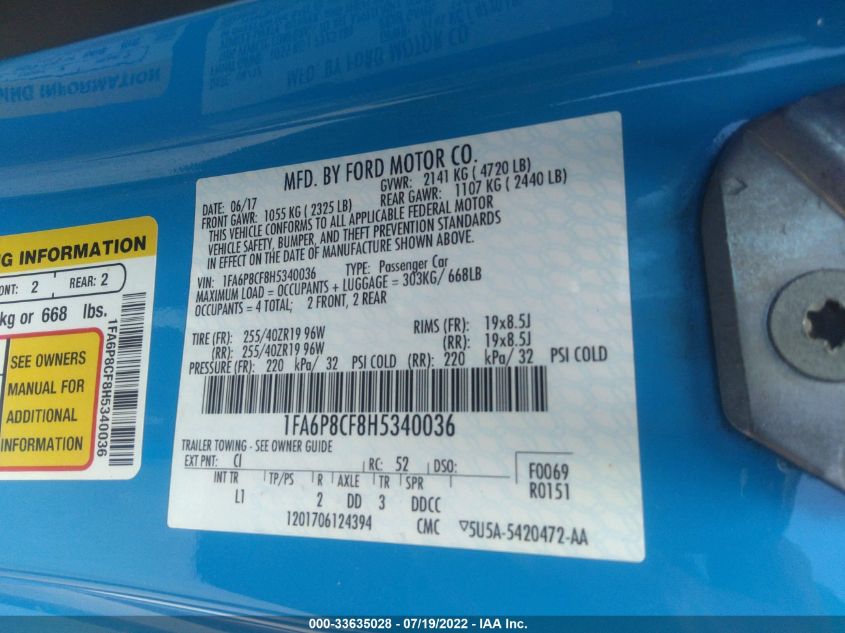 MFD. BY FORD MOTOR CO.
DATE: 06/17 GVWR: 2141 KG ( 4720 LB)
FRONT GAWR: 1055 KG ( 2325 LB) REAR GAWR: 1107 KG ( 2440 LB)
THIS VEHICLE CONFORMS TO ALL APPLICABLE FEDERAL MOTOR
VEHICLE SAFETY, BUMPER, AND THEFT PREVENTION STANDARDS
IN EFFECT ON THE DATE OF MANUFACTURE SHOWN ABOVE.
VIN: 1FA6P8CF8H5340036 TYPE: Passenger Car
MAXIMUM LOAD = OCCUPANTS + LUGGAGE = 303KG/ 668LB
OCCUPANTS = 4 TOTAL; 2 FRONT, 2 REAR
TIRE (FR): 255/40ZR19 96W RIMS (FR): 19x8.5J
(RR): 255/40ZR19 96W (RR): 19x8.5J
PRESSURE (FR): 220 kPa/ 32 PSI COLD (RR): 220 kPa/ 32 PSI COLD
1FA6P8CF8H5340036
TRAILER TOWING - SEE OWNER GUIDE
EXT PNT: CI RC: 52 DSO: F0069
INT TR TP/PS R AXLE TR SPR R0151
L1 2 DD 3 DDCC
1201706124394 CMC ▽5U5A-5420472-AA
INFORMATION
2 REAR: 2
kg or 668 lbs.
SEE OWNERS
MANUAL FOR
ADDITIONAL
INFORMATION
1FA6P8CF8H5340036
000-33635028 - 07/19/2022 - IAA Inc.